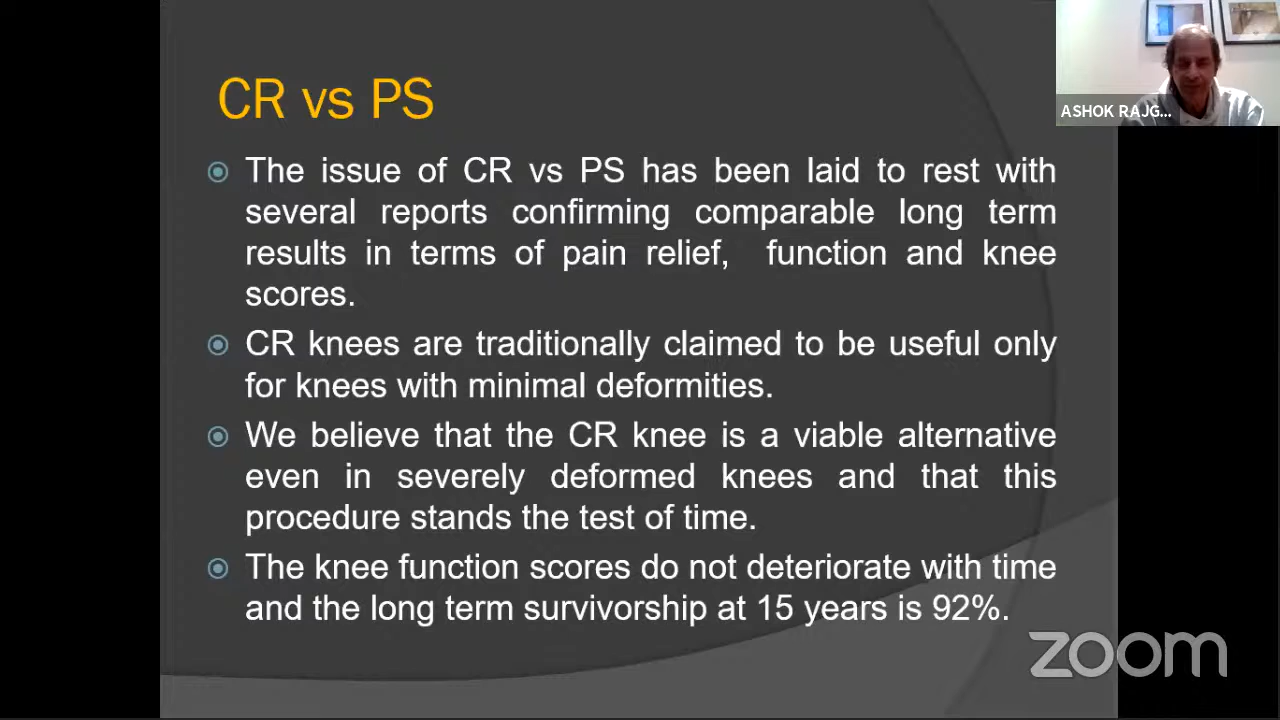 CR vs PS
ASHOK RAJG...
The issue of CR vs PS has been laid to rest with
several reports confirming comparable long term
results in terms of pain relief, function and knee
scores.
CR knees are traditionally claimed to be useful only
for knees with minimal deformities.
We believe that the CR knee is a viable alternative
even in severely deformed knees and that this
procedure stands the test of time.
The knee function scores do not deteriorate with time
and the long term survivorship at 15 years is 92%.
zoom